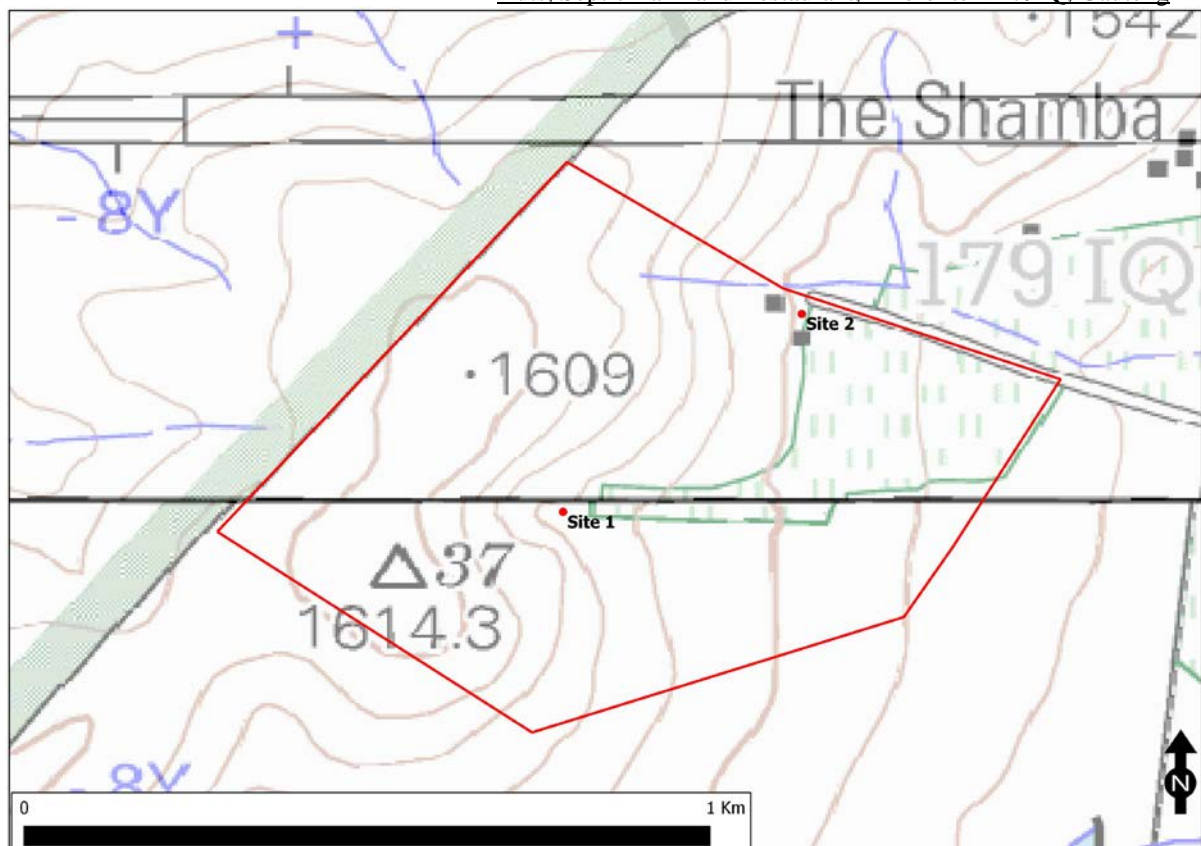 1542
The Shamba
- 8Y
179 IQ
Site 2
1609
Site 1
37
1614.3
- 8Y
N
0 1 Km